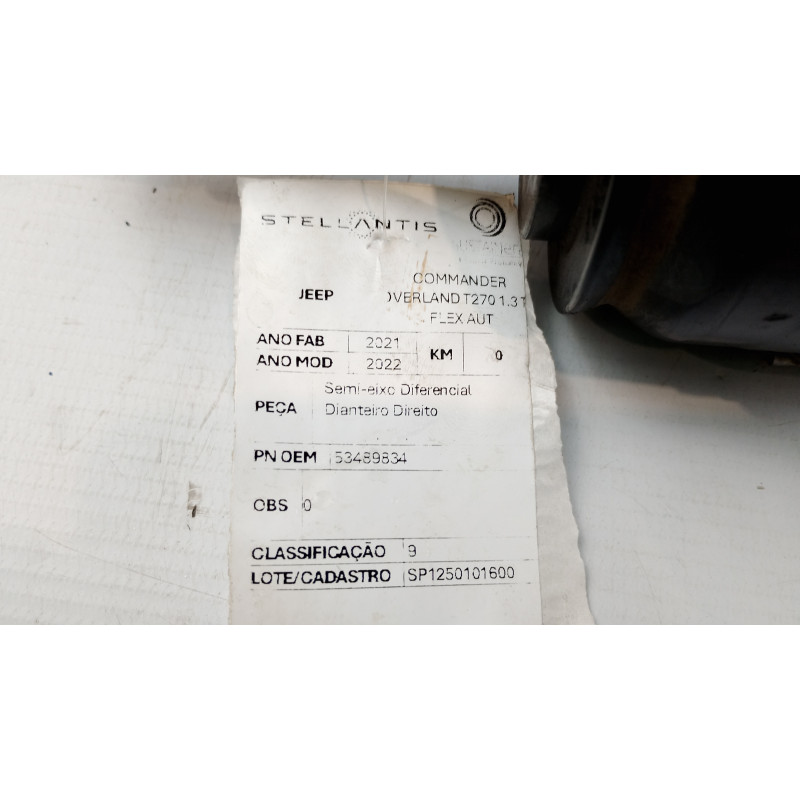 STELLANTIS
COMMANDER
JEEP OVERLAND T270 1.3 T
FLEX AUT
ANO FAB 2021
KM 0
ANO MOD 2022
Semi-eixo Diferencial
PEÇA Dianteiro Direito
PN OEM 53489834
OBS 0
CLASSIFICAÇÃO 9
LOTE/CADASTRO SP1250101600